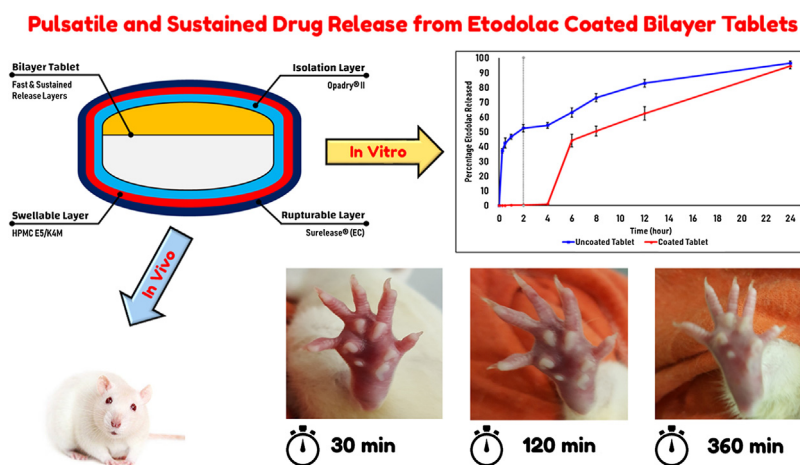 Pulsatile and Sustained Drug Release from Etodolac Coated Bilayer Tablets
Bilayer Tablet
Fast & Sustained
Release Layers
Isolation Layer
Opadry® II
Swellable Layer
HPMC E5/K4M
Rupturable Layer
Surelease® (EC)
In Vitro
In Vivo
Percentage Etodolac Released
100
90
80
70
60
50
40
30
20
10
0
0 2 4 6 8 10 12 14 16 18 20 22 24
Time (hour)
Uncoated Tablet Coated Tablet
30 min
120 min
360 min